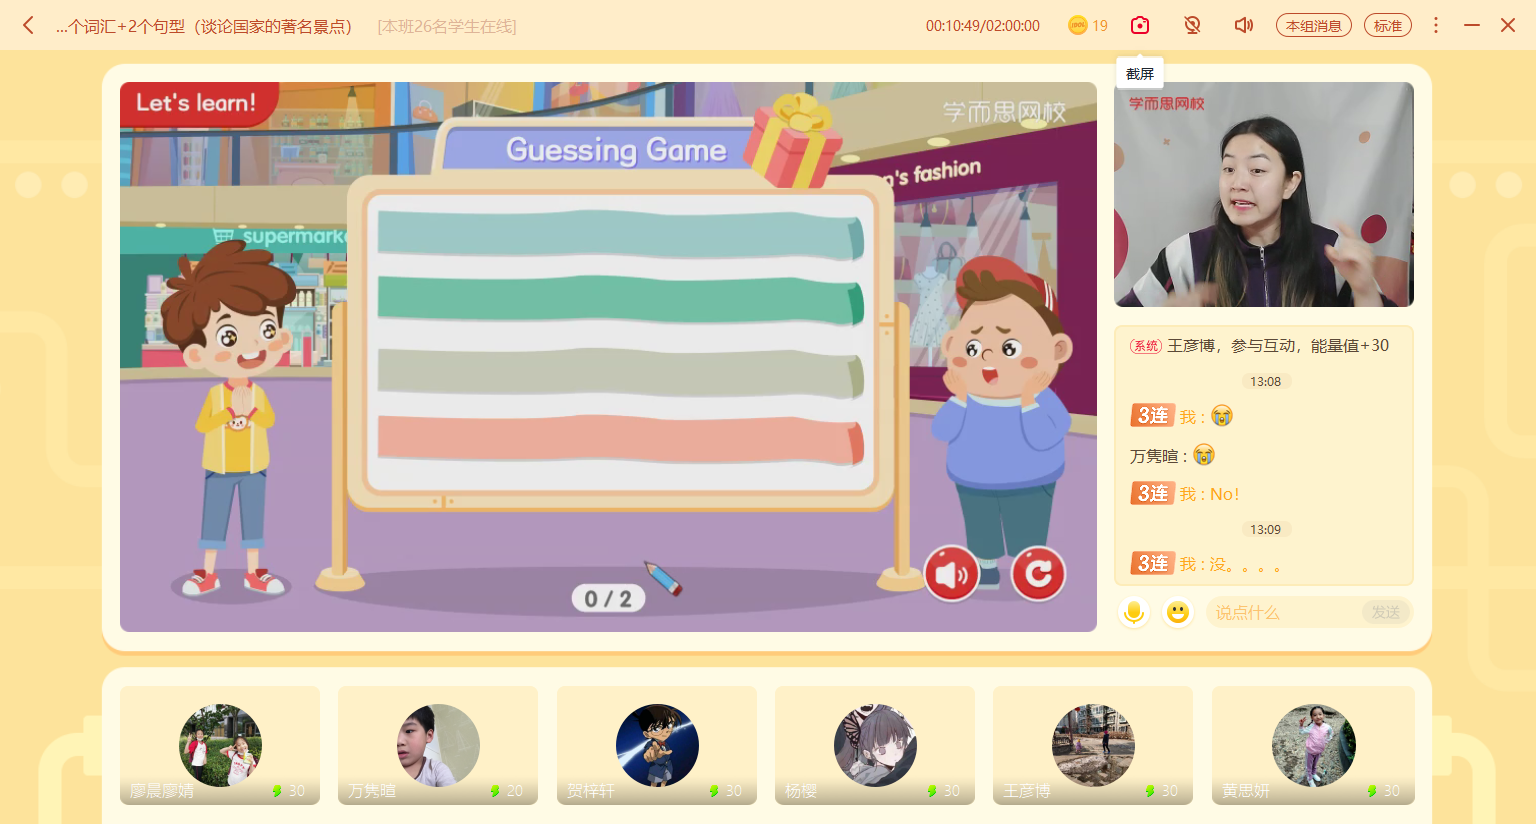 ...个词汇+2个句型（谈论国家的著名景点）
[本班26名学生在线]
00:10:49/02:00:00
19
本组消息
标准
截屏
Let's learn!
学而思网校
Guessing Game
n's fashion
supermarke
0 / 2
学而思网校
系统 王彦博，参与互动，能量值+30
13:08
3连 我 : 😭
万隽暄 : 😭
3连 我 : No!
13:09
3连 我 : 没。。。。
说点什么
发送
廖晨廖婧 30
万隽暄 20
贺梓轩 30
杨樱 30
王彦博 30
黄思妍 30